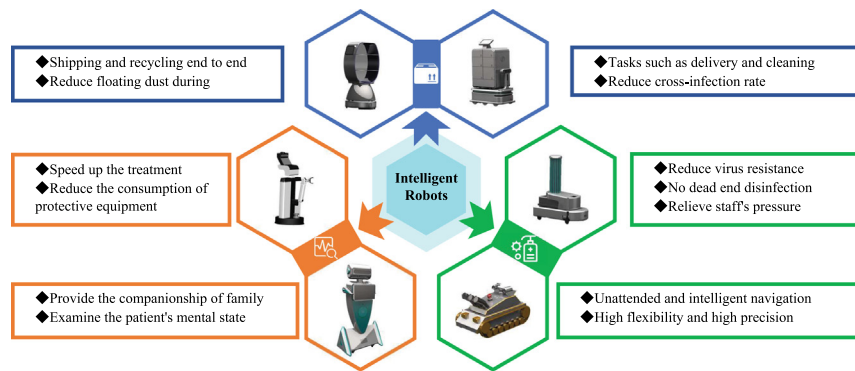 ◆Shipping and recycling end to end
◆Reduce floating dust during
◆Tasks such as delivery and cleaning
◆Reduce cross-infection rate
◆Speed up the treatment
◆Reduce the consumption of
protective equipment
Intelligent
Robots
◆Reduce virus resistance
◆No dead end disinfection
◆Relieve staff's pressure
◆Provide the companionship of family
◆Examine the patient's mental state
◆Unattended and intelligent navigation
◆High flexibility and high precision